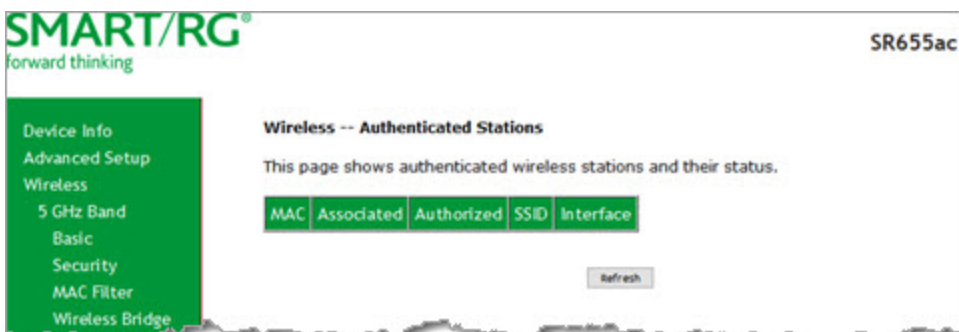 SMART/RG®
forward thinking
SR655ac
Device Info
Advanced Setup
Wireless
5 GHz Band
Basic
Security
MAC Filter
Wireless Bridge
Wireless -- Authenticated Stations
This page shows authenticated wireless stations and their status.
MAC Associated Authorized SSID Interface
Refresh